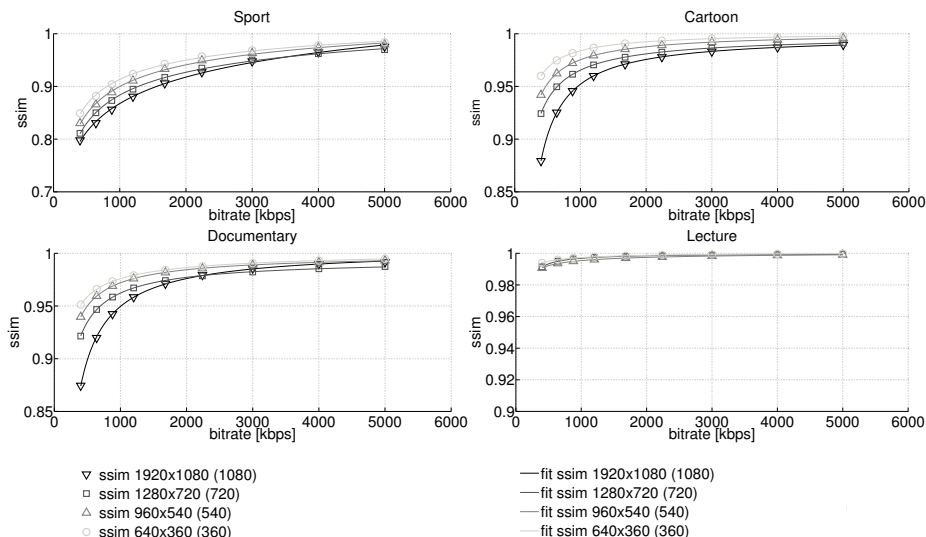 Sport
1
0.9
0.8
0.7
ssim
0 1000 2000 3000 4000 5000 6000
bitrate [kbps]
Cartoon
1
0.95
0.9
0.85
ssim
0 1000 2000 3000 4000 5000 6000
bitrate [kbps]
Documentary
1
0.95
0.9
0.85
ssim
0 1000 2000 3000 4000 5000 6000
bitrate [kbps]
Lecture
1
0.98
0.96
0.94
0.92
0.9
ssim
0 1000 2000 3000 4000 5000 6000
bitrate [kbps]
ssim 1920x1080 (1080)
ssim 1280x720 (720)
ssim 960x540 (540)
ssim 640x360 (360)
fit ssim 1920x1080 (1080)
fit ssim 1280x720 (720)
fit ssim 960x540 (540)
fit ssim 640x360 (360)